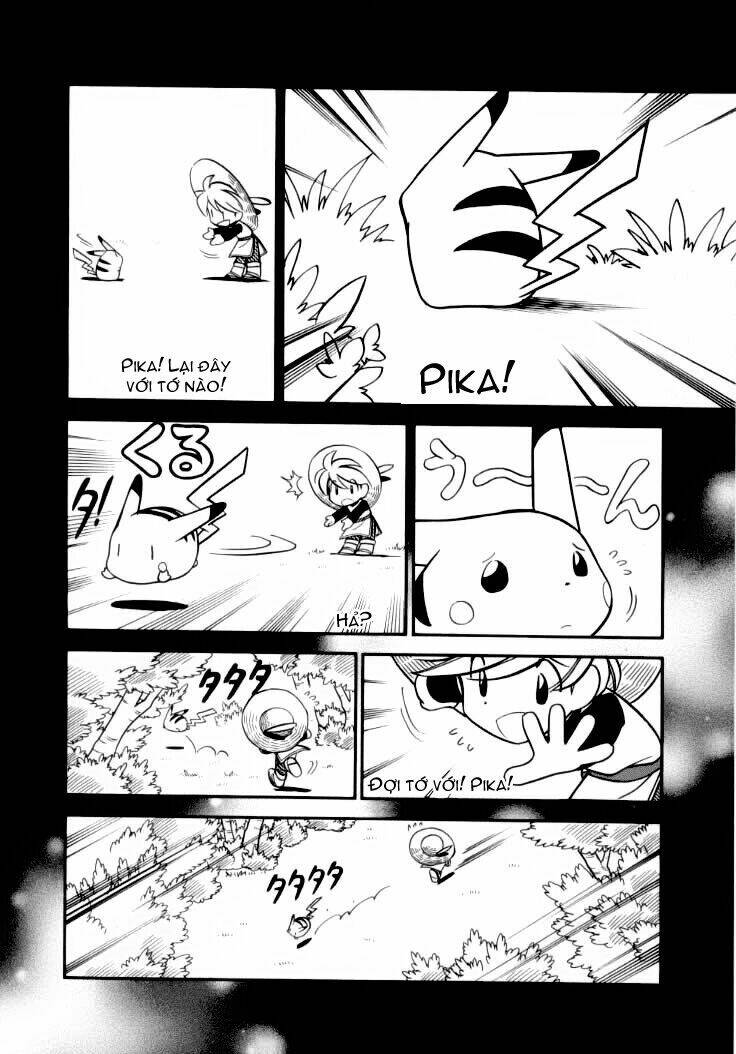 Pika!
Pika! Lại đây
với tớ nào!
う〜〜ん
くる
タ!
Hả?
Đợi tớ với! Pika!
タタタ
タタタタ